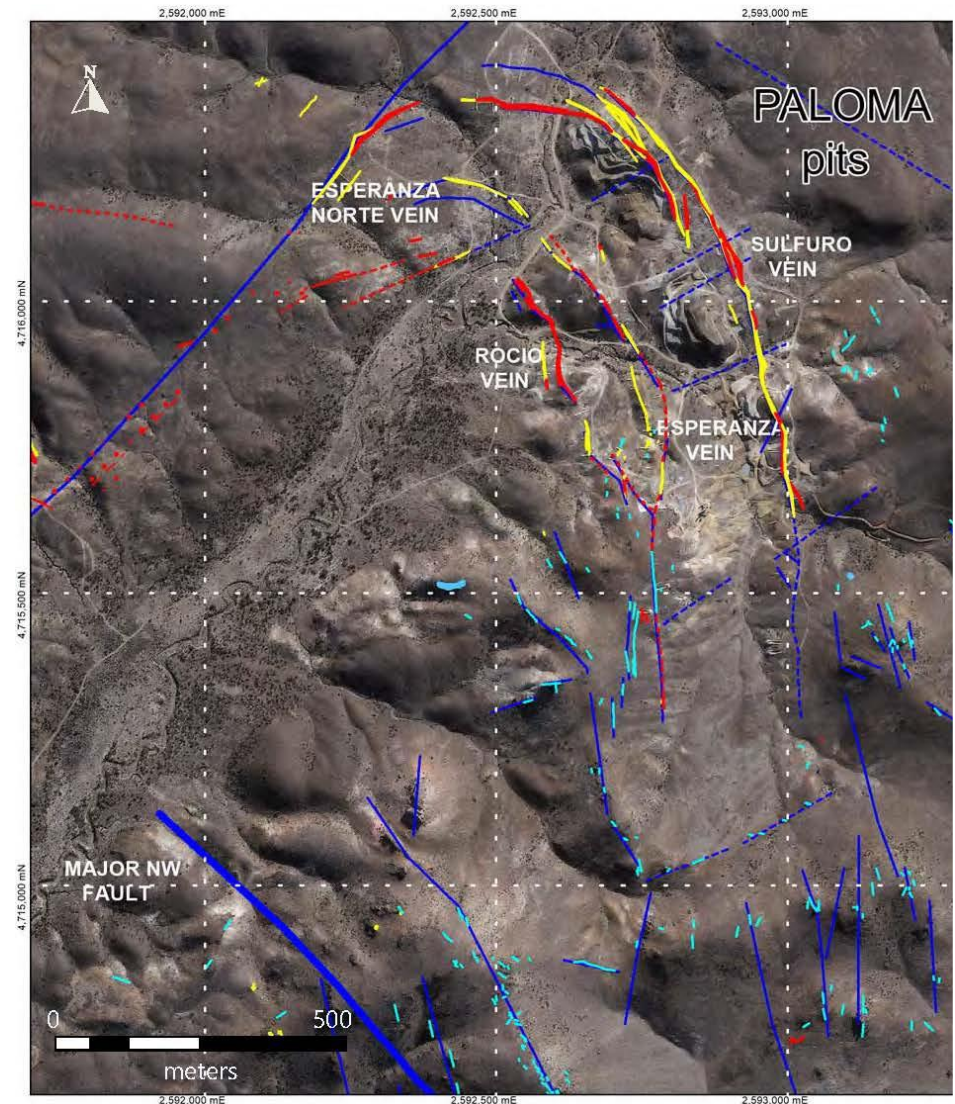 2,592,000 mE
2,592,500 mE
2,593,000 mE
N
PALOMA
pits
ESPERANZA
NORTE VEIN
SULFURO
VEIN
4,716,000 mN
ROCIO
VEIN
ESPERANZA
VEIN
4,715,500 mN
MAJOR NW
FAULT
4,715,000 mN
0
500
meters
2,592,000 mE
2,592,500 mE
2,593,000 mE